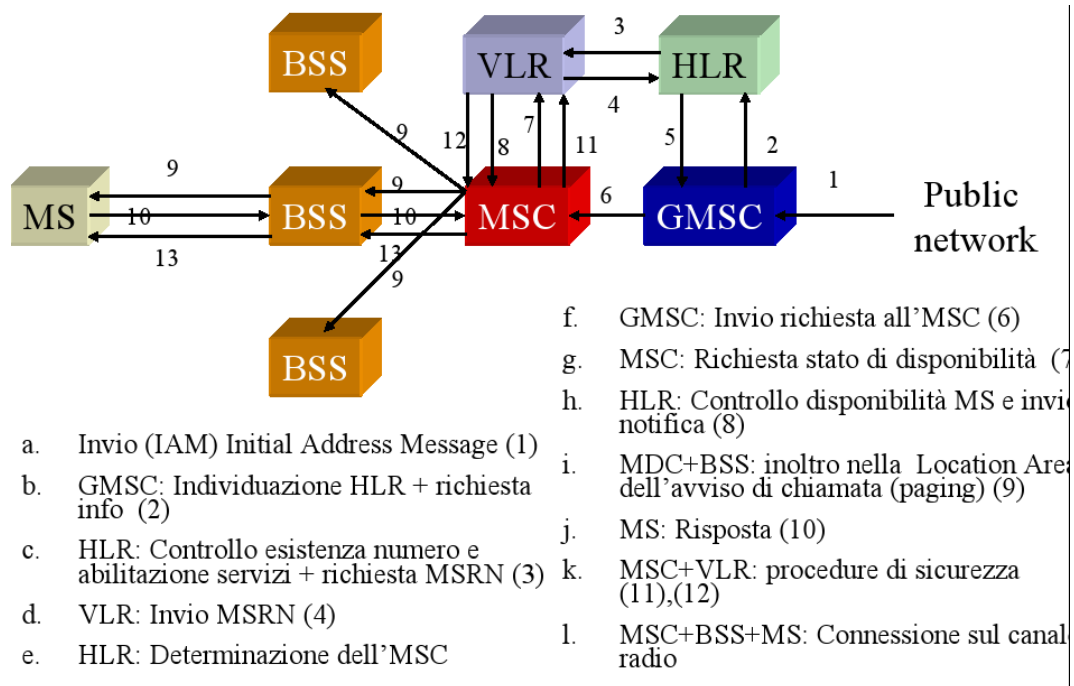 BSS
VLR
3
HLR
4
9
12
8
7
11
5
2
9
9
6
1
MS
10
BSS
10
MSC
GMSC
Public
network
13
13
9
BSS
a. Invio (IAM) Initial Address Message (1)
b. GMSC: Individuazione HLR + richiesta
info (2)
c. HLR: Controllo esistenza numero e
abilitazione servizi + richiesta MSRN (3)
d. VLR: Invio MSRN (4)
e. HLR: Determinazione dell’MSC
f. GMSC: Invio richiesta all’MSC (6)
g. MSC: Richiesta stato di disponibilità (7
h. HLR: Controllo disponibilità MS e invio
notifica (8)
i. MDC+BSS: inoltro nella Location Area
dell’avviso di chiamata (paging) (9)
j. MS: Risposta (10)
k. MSC+VLR: procedure di sicurezza
(11),(12)
l. MSC+BSS+MS: Connessione sul canale
radio